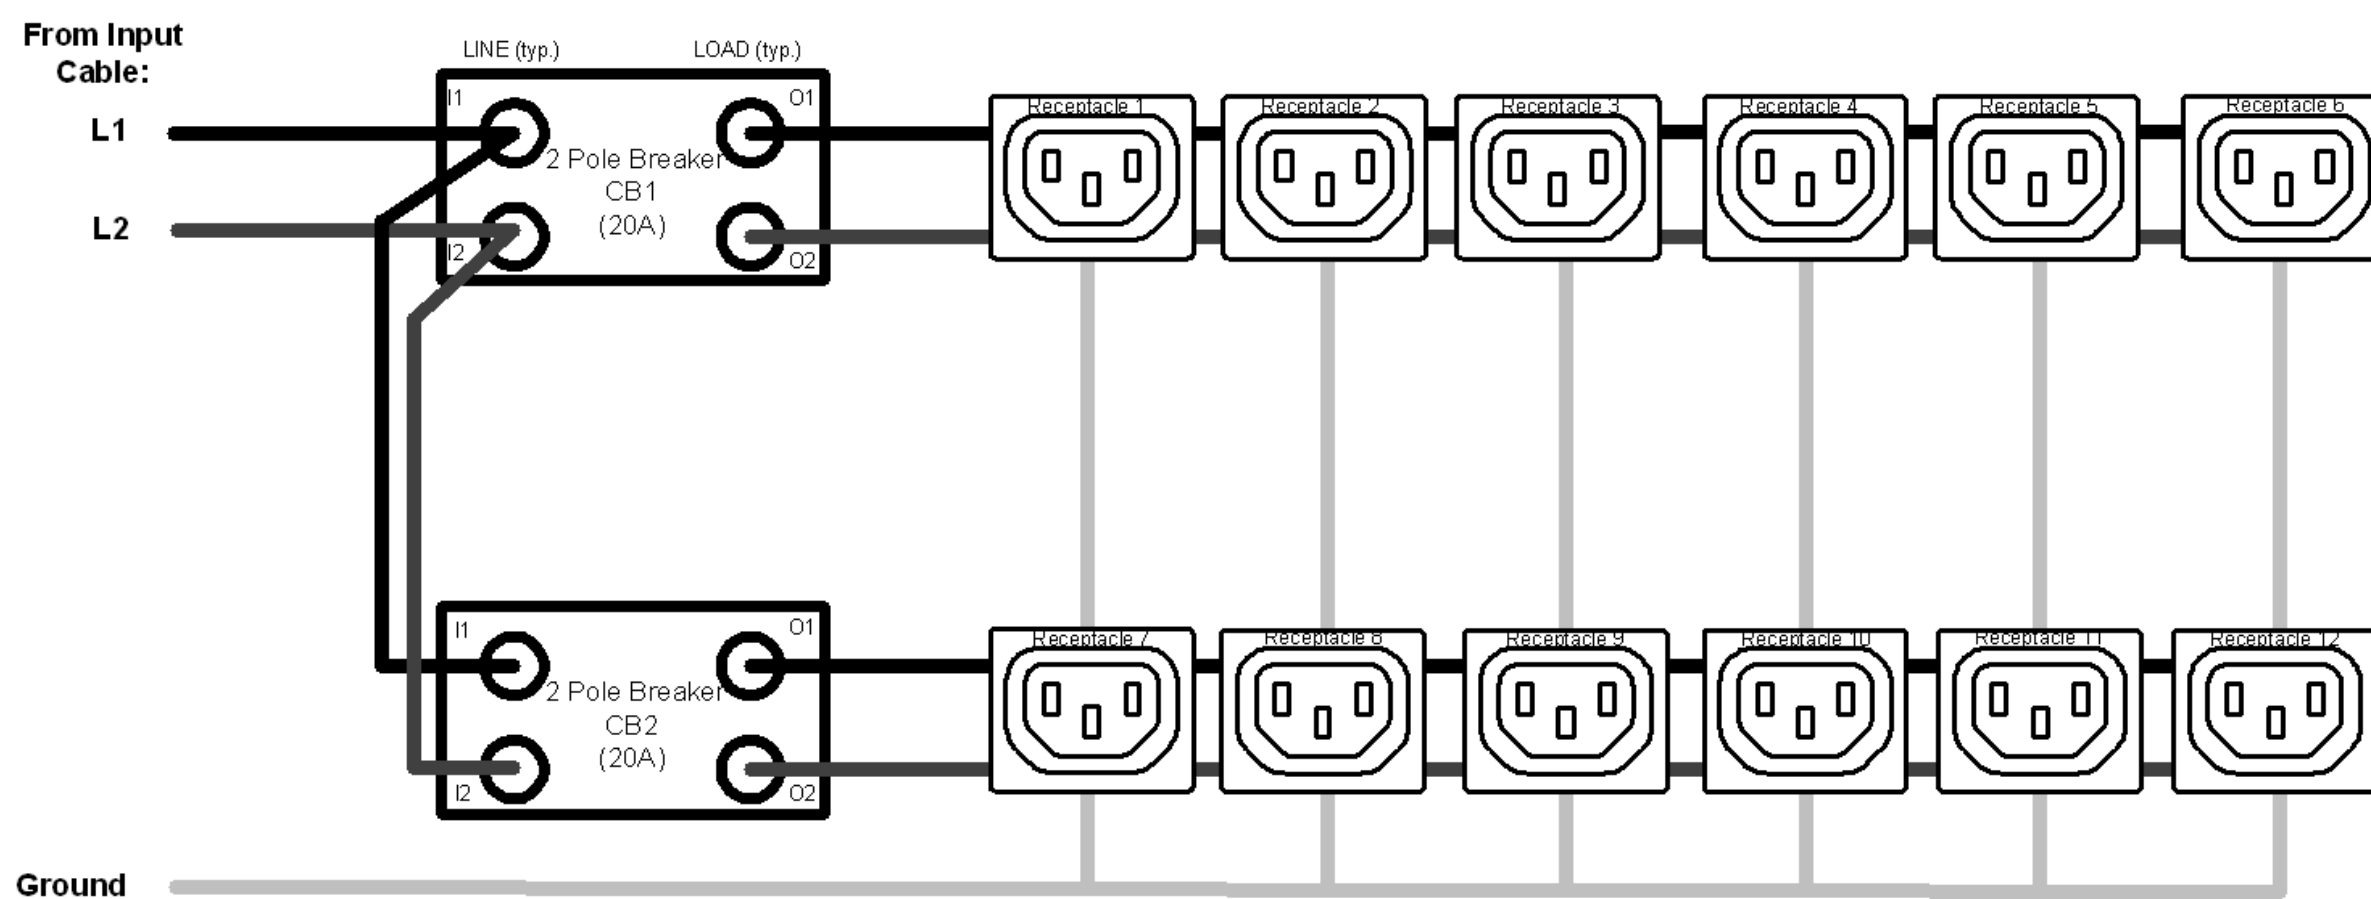 From Input
Cable:
LINE (typ.)
LOAD (typ.)
L1
L2
I1
O1
2 Pole Breaker
CB1
(20A)
I2
O2
Receptacle 1
Receptacle 2
Receptacle 3
Receptacle 4
Receptacle 5
Receptacle 6
I1
O1
2 Pole Breaker
CB2
(20A)
I2
O2
Receptacle 7
Receptacle 8
Receptacle 9
Receptacle 10
Receptacle 11
Receptacle 12
Ground